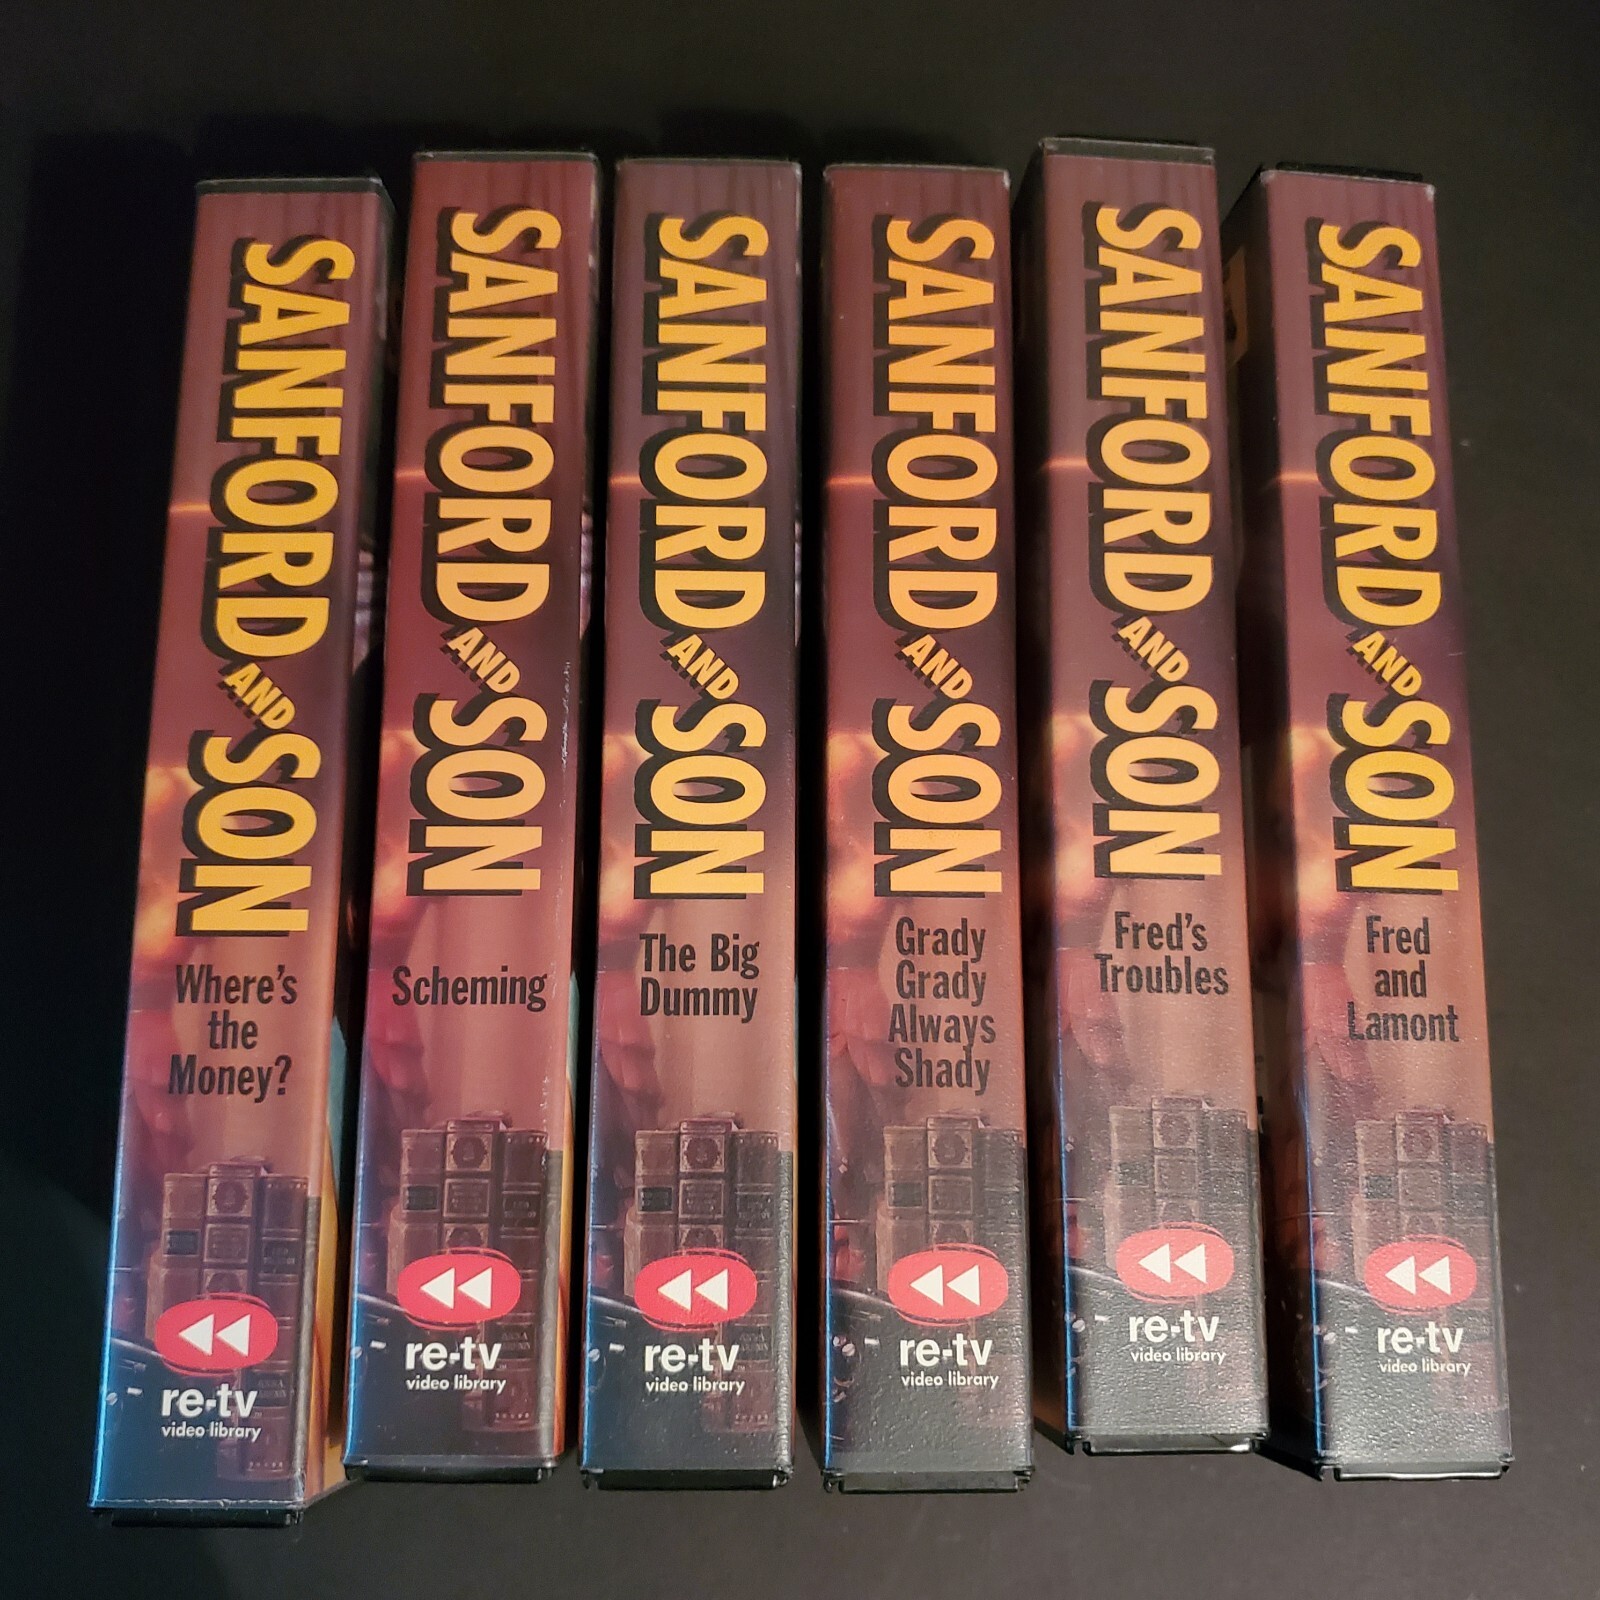 SANFORD AND SON
Where's
the
Money?
re-tv
video library
SANFORD AND SON
Scheming
re-tv
video library
SANFORD AND SON
The Big
Dummy
re-tv
video library
SANFORD AND SON
Grady
Grady
Always
Shady
re-tv
video library
SANFORD AND SON
Fred's
Troubles
re-tv
video library
SANFORD AND SON
Fred
and
Lamont
re-tv
video library